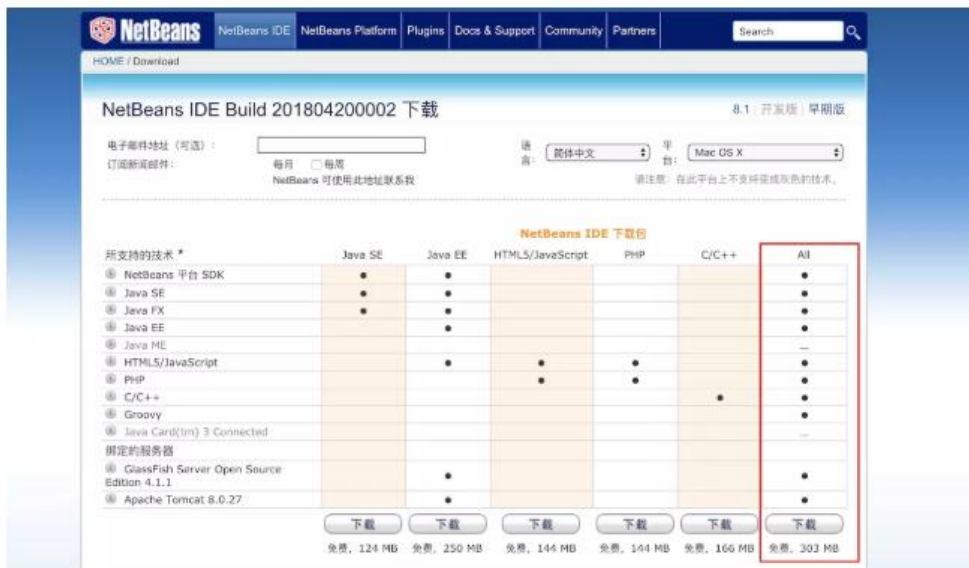 NetBeans
NetBeans IDE NetBeans Platform Plugins Docs & Support Community Partners Search
HOME / Download
NetBeans IDE Build 201804200002 下载 8.1 开发版 早期版
电子邮件地址（可选）： 语言： 简体中文 平台： Mac OS X
订阅新闻邮件： 每月 每周
NetBeans 可使用此地址联系我 请注意：在此平台上不支持变成灰色的技术。
NetBeans IDE 下载包
所支持的技术 * Java SE Java EE HTML5/JavaScript PHP C/C++ All
NetBeans 平台 SDK • • •
Java SE • • •
Java FX • • •
Java EE • •
Java ME —
HTML5/JavaScript • • • •
PHP • • •
C/C++ • •
Groovy •
Java Card(tm) 3 Connected —
绑定的服务器
GlassFish Server Open Source
Edition 4.1.1 • •
Apache Tomcat 8.0.27 • •
下载 下载 下载 下载 下载 下载
免费, 124 MB 免费, 250 MB 免费, 144 MB 免费, 144 MB 免费, 166 MB 免费, 303 MB